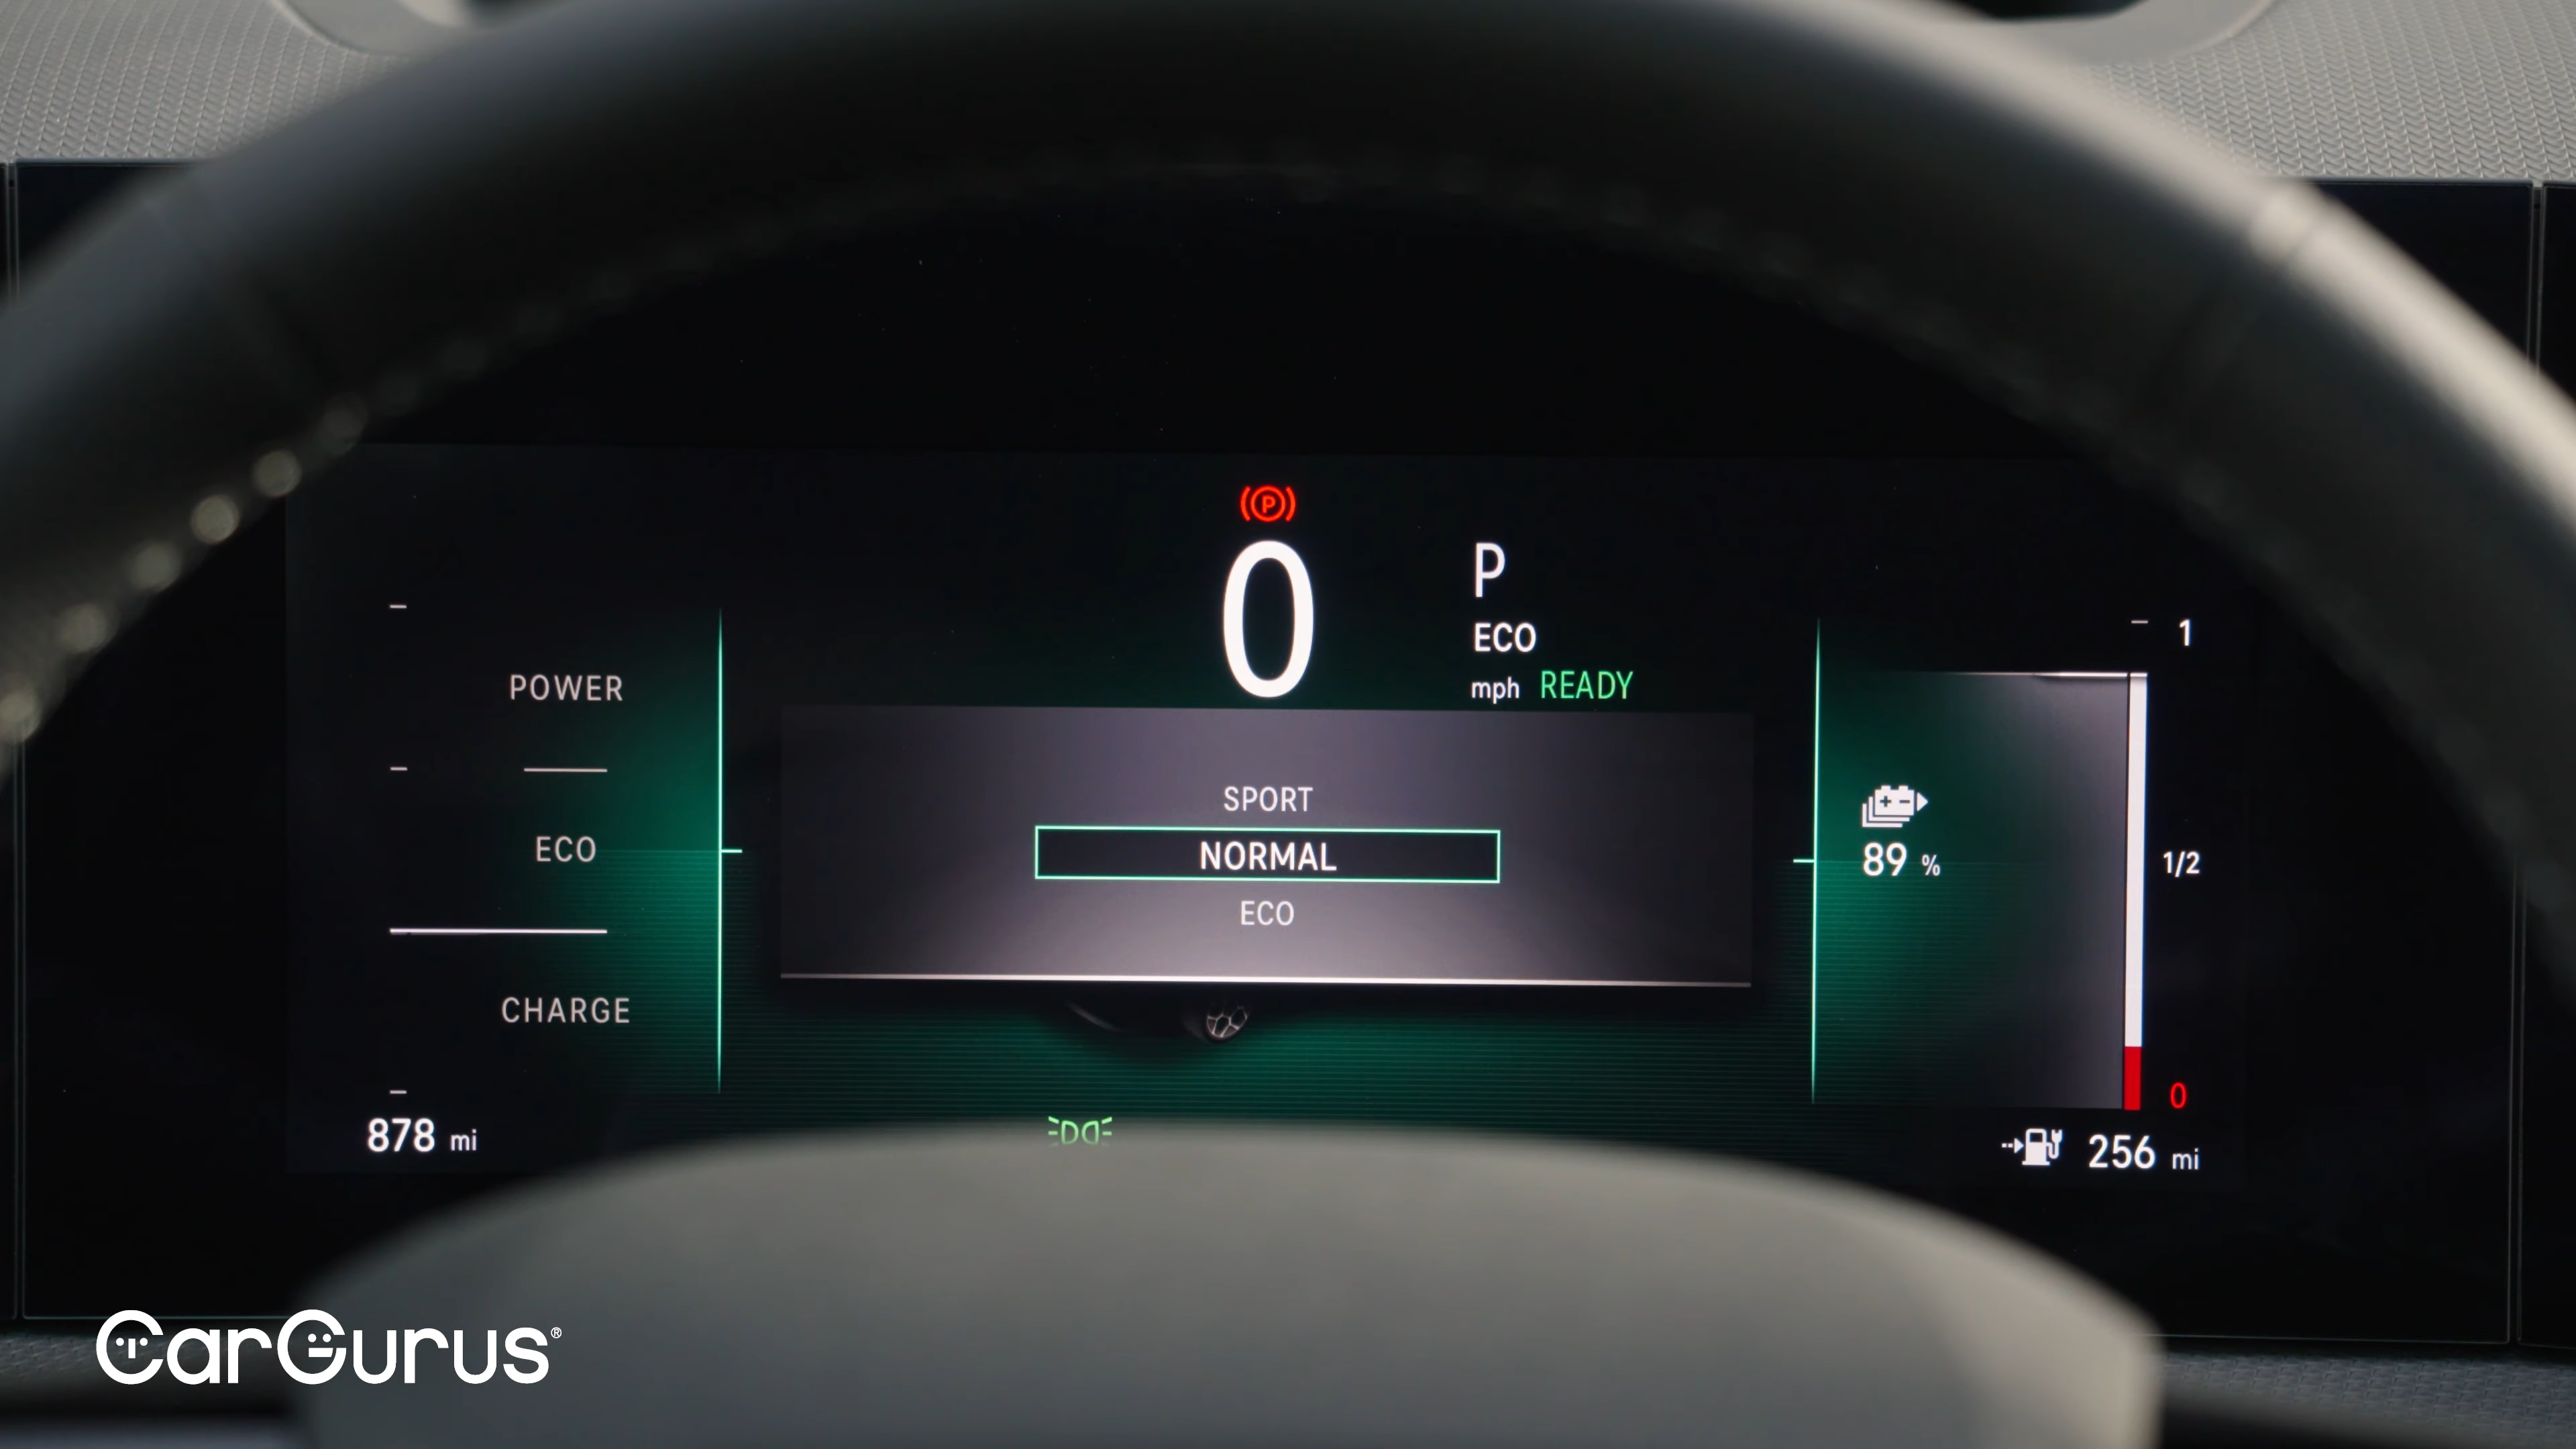 P
0
P
ECO
mph READY
1
POWER
SPORT
NORMAL
ECO
ECO
89 %
1/2
CHARGE
0
878 mi
256 mi
CarGurus®